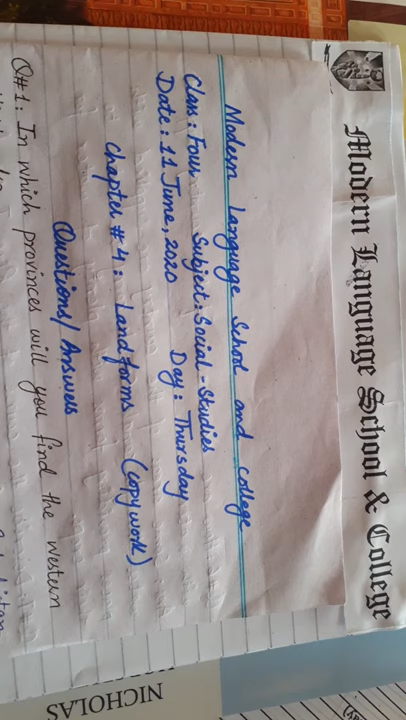 Modern Language School & College
Modern Language School and college
Class: Four Subject: Social-Studies
Date: 11 June, 2020 Day: Thursday
Chapter # 4: Landforms (copy work)
Questions/Answers
Q#1: In which provinces will you find the western
NICHOLAS